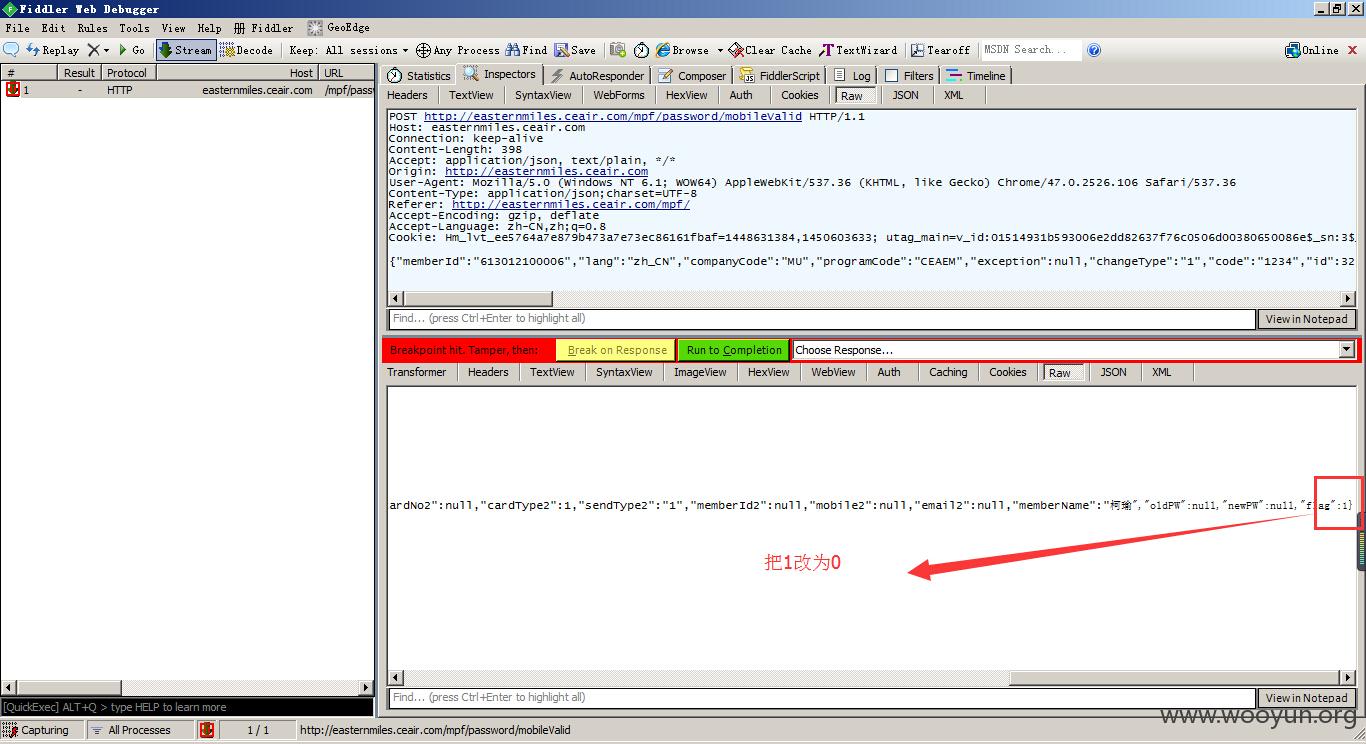 Fiddler Web Debugger
File Edit Rules Tools View Help Fiddler GeoEdge
Replay Go Stream Decode Keep: All sessions Any Process Find Save Browse Clear Cache TextWizard Tearoff MSDN Search... Online
# Result Protocol Host URL
1 - HTTP easternmiles.ceair.com /mpf/passw
Statistics Inspectors AutoResponder Composer FiddlerScript Log Filters Timeline
Headers TextView SyntaxView WebForms HexView Auth Cookies Raw JSON XML
POST http://easternmiles.ceair.com/mpf/password/mobileValid HTTP/1.1
Host: easternmiles.ceair.com
Connection: keep-alive
Content-Length: 398
Accept: application/json, text/plain, */*
Origin: http://easternmiles.ceair.com
User-Agent: Mozilla/5.0 (Windows NT 6.1; WOW64) AppleWebKit/537.36 (KHTML, like Gecko) Chrome/47.0.2526.106 Safari/537.36
Content-Type: application/json;charset=UTF-8
Referer: http://easternmiles.ceair.com/mpf/
Accept-Encoding: gzip, deflate
Accept-Language: zh-CN,zh;q=0.8
Cookie: Hm_lvt_ee5764a7e879b473a7e73ec86161fbaf=1448631384,1450603633; utag_main=v_id:01514931b593006e2dd82637f76c0506d00380650086e$_sn:3$_
{"memberId":"613012100006","lang":"zh_CN","companyCode":"MU","programCode":"CEAEM","exception":null,"changeType":"1","code":"1234","id":32
Find... (press Ctrl+Enter to highlight all) View in Notepad
Breakpoint hit. Tamper, then: Break on Response Run to Completion Choose Response...
Transformer Headers TextView SyntaxView ImageView HexView WebView Auth Caching Cookies Raw JSON XML
ardNo2":null,"cardType2":1,"sendType2":"1","memberId2":null,"mobile2":null,"email2":null,"memberName":"柯瑜","oldPW":null,"newPW":null,"flag":1}
把1改为0
Find... (press Ctrl+Enter to highlight all) View in Notepad
[QuickExec] ALT+Q > type HELP to learn more
www.wooyun.org
Capturing All Processes 1 / 1 http://easternmiles.ceair.com/mpf/password/mobileValid